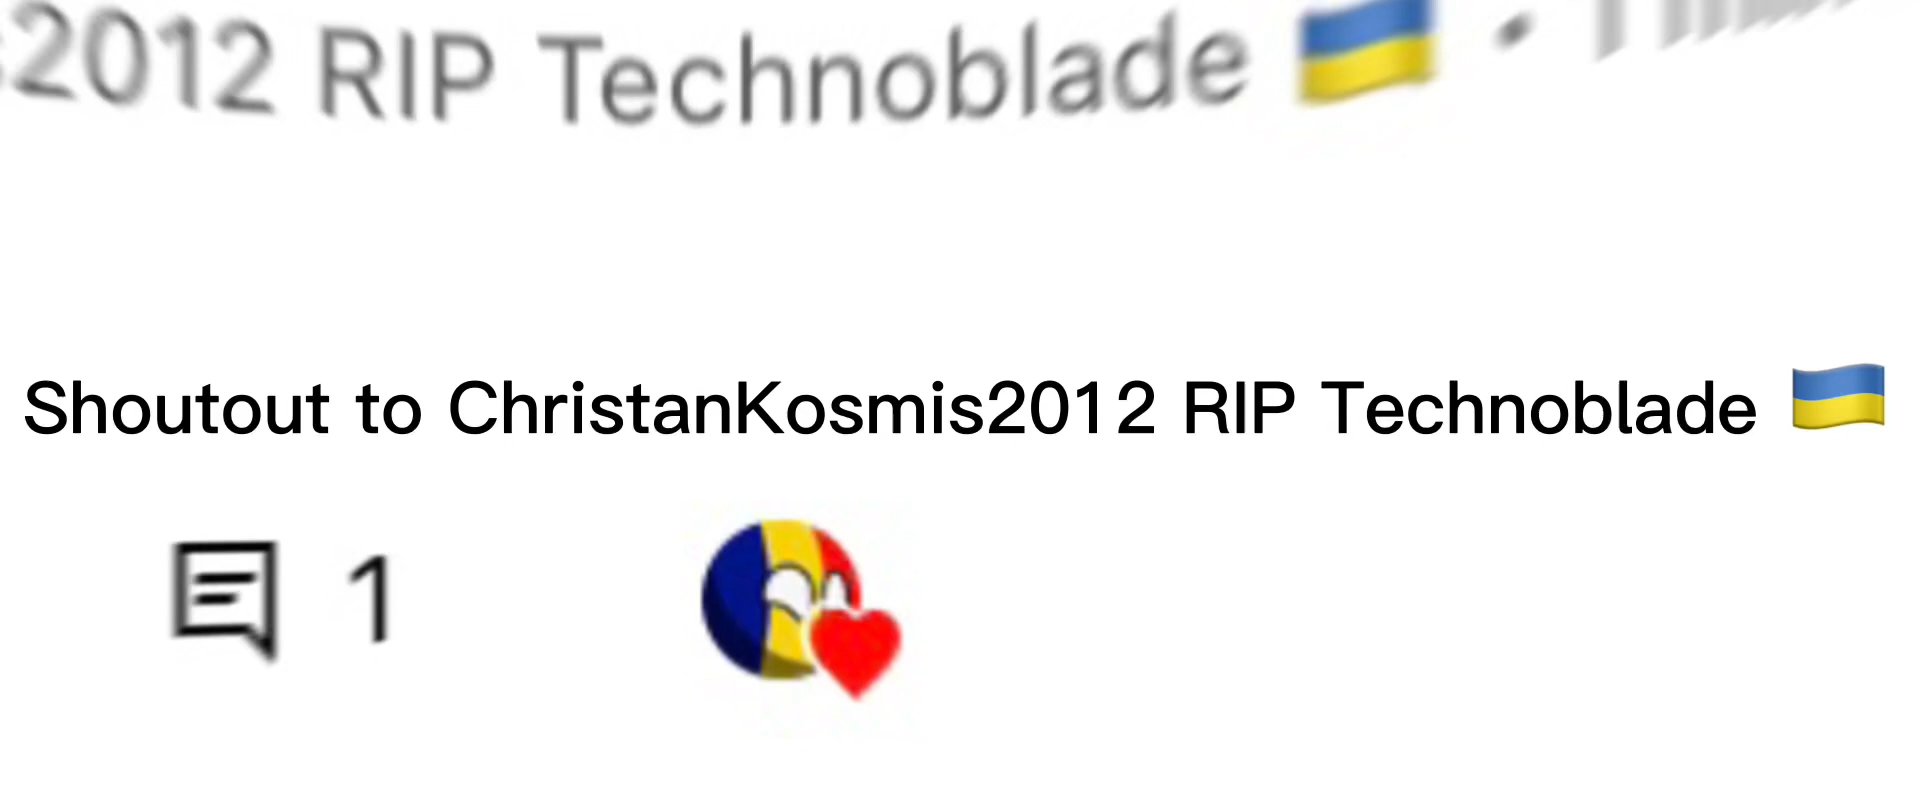 2012 RIP Technoblade 🇺🇦 •
Shoutout to ChristanKosmis2012 RIP Technoblade 🇺🇦
1